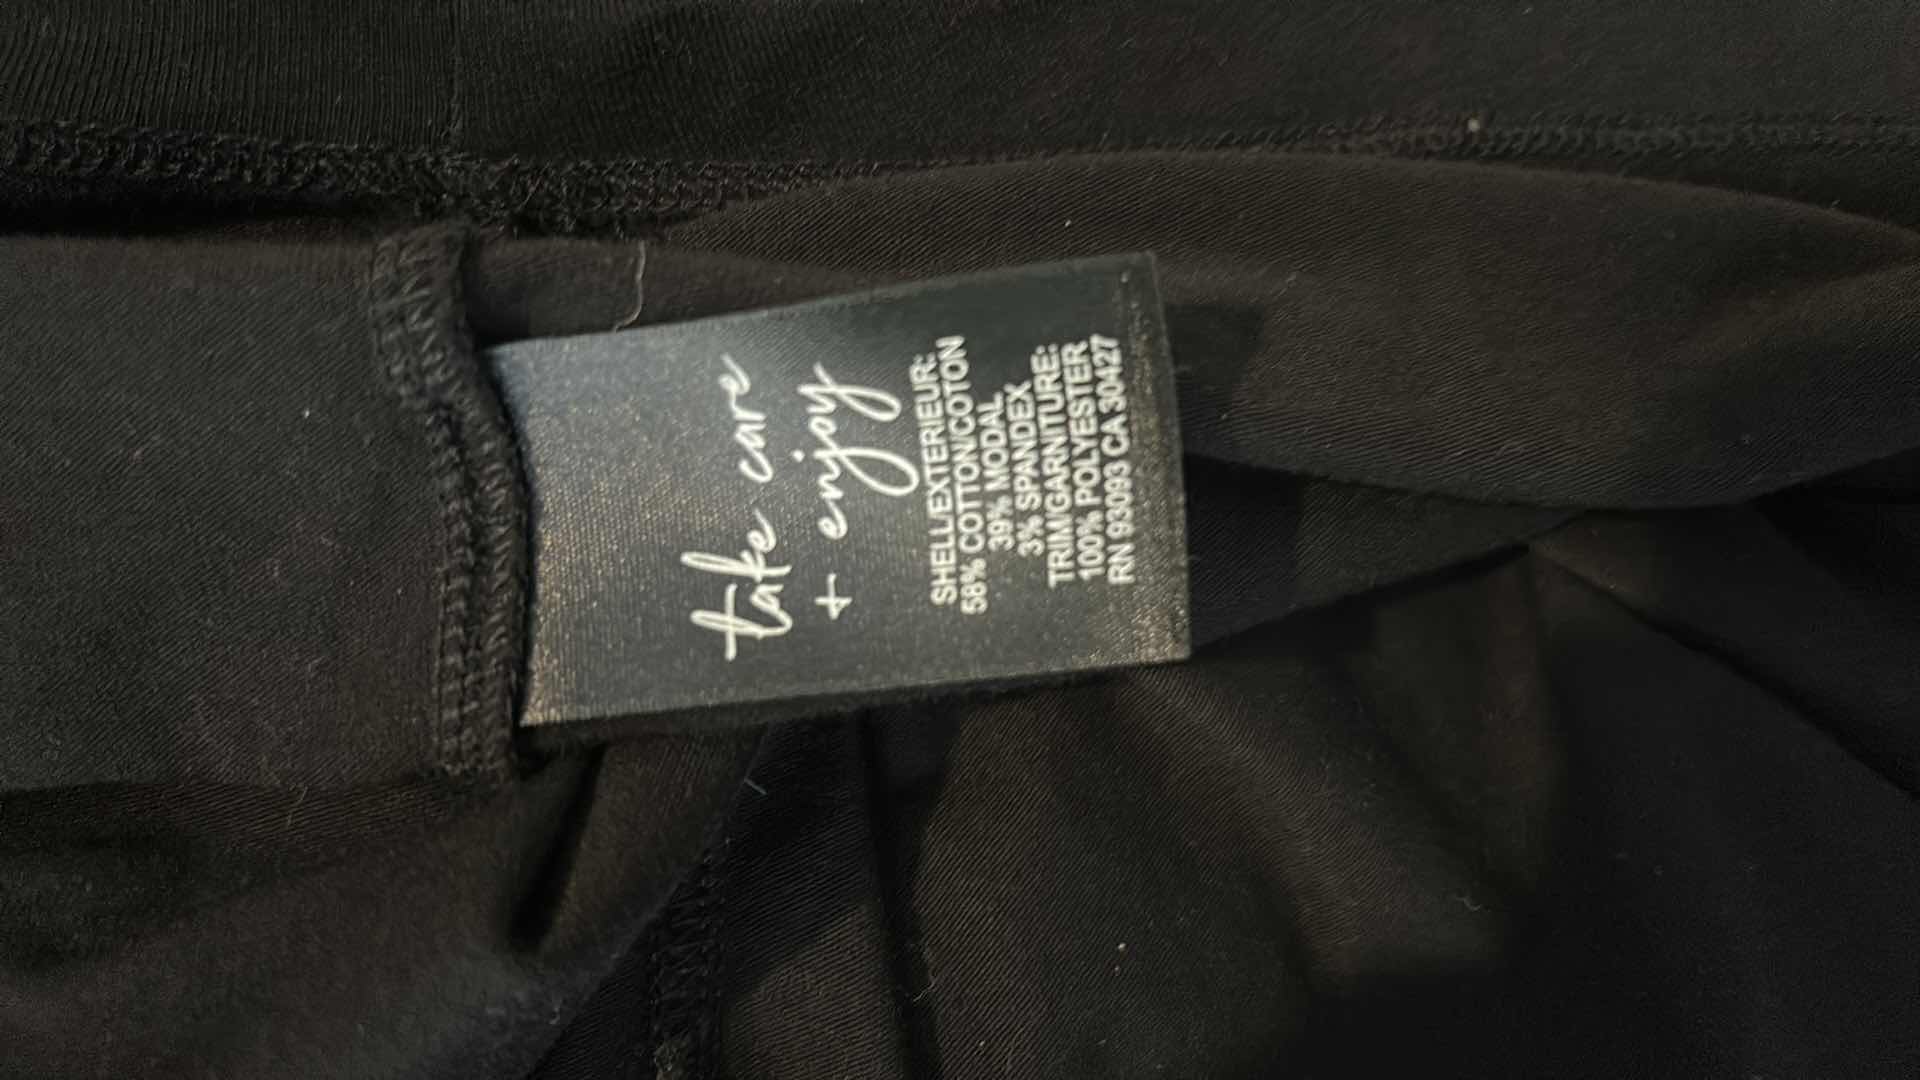 take care
+ enjoy
SHELL/EXTERIEUR:
58% COTTON/COTON
39% MODAL
3% SPANDEX
TRIM/GARNITURE:
100% POLYESTER
RN 93093 CA 30427